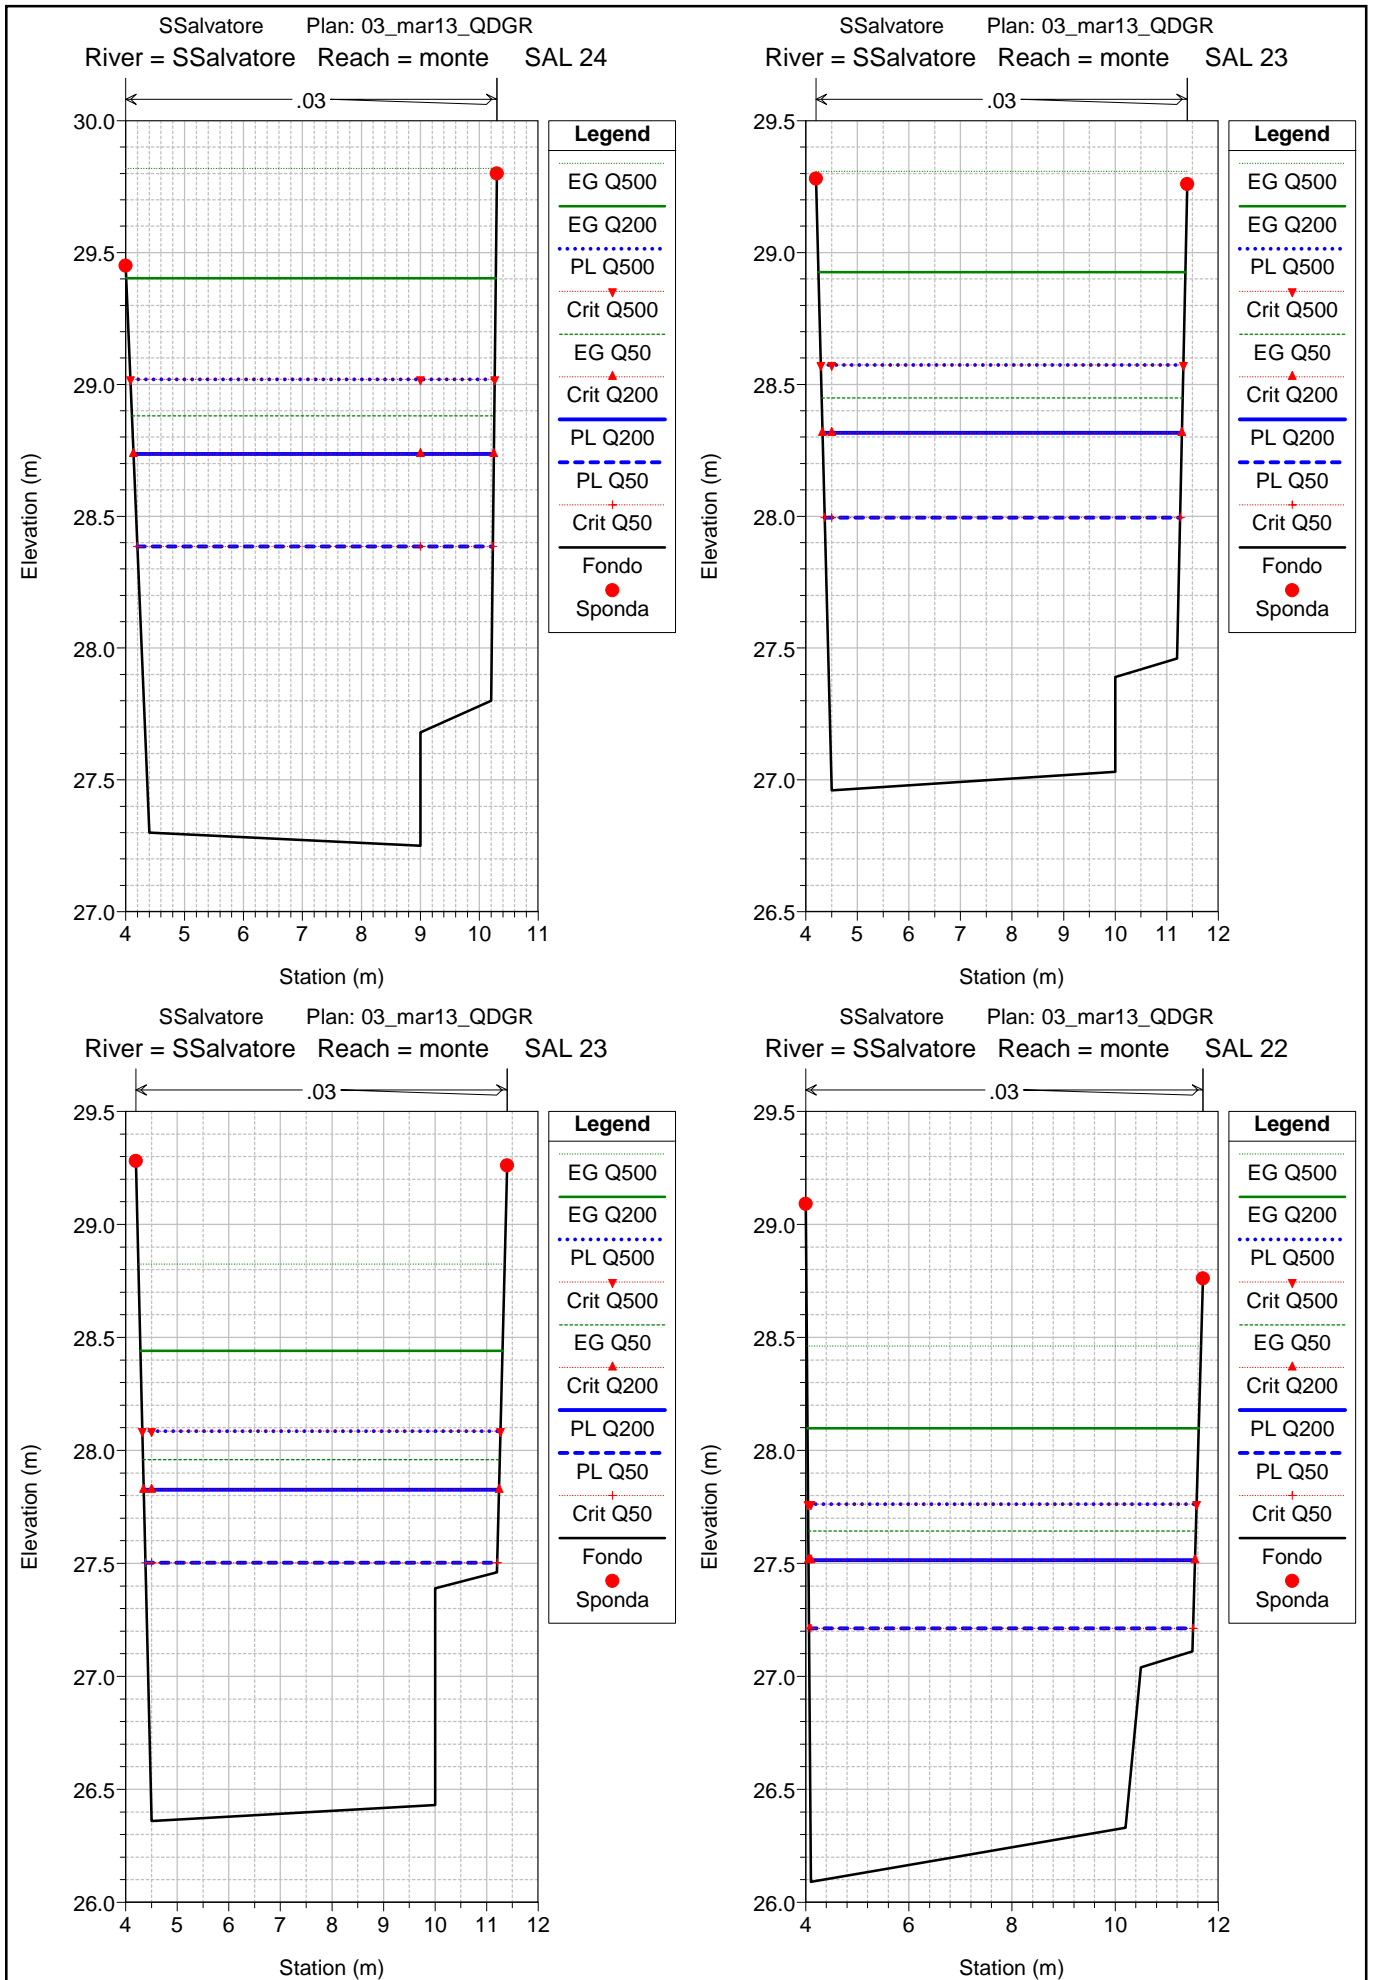 SSalvatore Plan: 03_mar13_QDGR
River = SSalvatore Reach = monte SAL 24
.03
30.0
29.5
29.0
28.5
28.0
27.5
27.0
Elevation (m)
4 5 6 7 8 9 10 11
Station (m)
Legend
EG Q500
EG Q200
PL Q500
Crit Q500
EG Q50
Crit Q200
PL Q200
PL Q50
Crit Q50
Fondo
Sponda
SSalvatore Plan: 03_mar13_QDGR
River = SSalvatore Reach = monte SAL 23
.03
29.5
29.0
28.5
28.0
27.5
27.0
26.5
Elevation (m)
4 5 6 7 8 9 10 11 12
Station (m)
Legend
EG Q500
EG Q200
PL Q500
Crit Q500
EG Q50
Crit Q200
PL Q200
PL Q50
Crit Q50
Fondo
Sponda
SSalvatore Plan: 03_mar13_QDGR
River = SSalvatore Reach = monte SAL 23
.03
29.5
29.0
28.5
28.0
27.5
27.0
26.5
26.0
Elevation (m)
4 5 6 7 8 9 10 11 12
Station (m)
Legend
EG Q500
EG Q200
PL Q500
Crit Q500
EG Q50
Crit Q200
PL Q200
PL Q50
Crit Q50
Fondo
Sponda
SSalvatore Plan: 03_mar13_QDGR
River = SSalvatore Reach = monte SAL 22
.03
29.5
29.0
28.5
28.0
27.5
27.0
26.5
26.0
Elevation (m)
4 6 8 10 12
Station (m)
Legend
EG Q500
EG Q200
PL Q500
Crit Q500
EG Q50
Crit Q200
PL Q200
PL Q50
Crit Q50
Fondo
Sponda